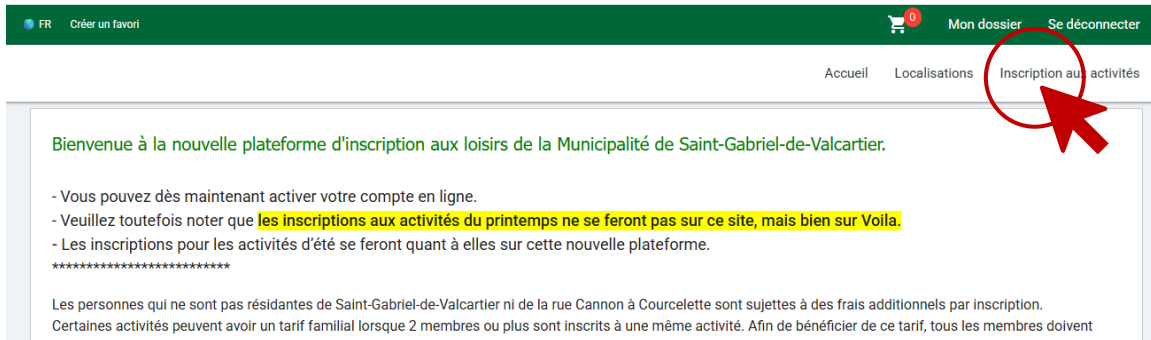 FR Créer un favori 0 Mon dossier Se déconnecter
Accueil Localisations Inscription aux activités
Bienvenue à la nouvelle plateforme d'inscription aux loisirs de la Municipalité de Saint-Gabriel-de-Valcartier.
- Vous pouvez dès maintenant activer votre compte en ligne.
- Veuillez toutefois noter que les inscriptions aux activités du printemps ne se feront pas sur ce site, mais bien sur Voila.
- Les inscriptions pour les activités d'été se feront quant à elles sur cette nouvelle plateforme.
**************************
Les personnes qui ne sont pas résidantes de Saint-Gabriel-de-Valcartier ni de la rue Cannon à Courcelette sont sujettes à des frais additionnels par inscription.
Certaines activités peuvent avoir un tarif familial lorsque 2 membres ou plus sont inscrits à une même activité. Afin de bénéficier de ce tarif, tous les membres doivent